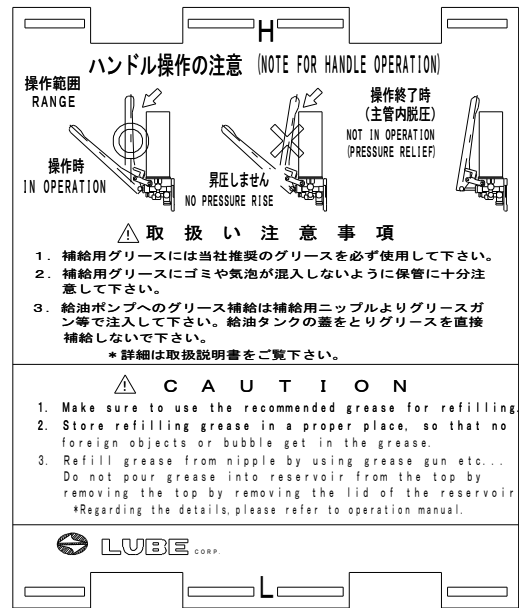 H
ハンドル操作の注意 (NOTE FOR HANDLE OPERATION)
操作範囲
RANGE
操作時
IN OPERATION
昇圧しません
NO PRESSURE RISE
操作終了時
(主管内脱圧)
NOT IN OPERATION
(PRESSURE RELIEF)
取 扱 い 注 意 事 項
1. 補給用グリースには当社推奨のグリースを必ず使用して下さい。
2. 補給用グリースにゴミや気泡が混入しないように保管に十分注
意して下さい。
3. 給油ポンプへのグリース補給は補給用ニップルよりグリースガ
ン等で注入して下さい。給油タンクの蓋をとりグリースを直接
補給しないで下さい。
*詳細は取扱説明書をご覧下さい。
C A U T I O N
1. Make sure to use the recommended grease for refilling.
2. Store refilling grease in a proper place, so that no
foreign objects or bubble get in the grease.
3. Refill grease from nipple by using grease gun etc...
Do not pour grease into reservoir from the top by
removing the top by removing the lid of the reservoir
*Regarding the details, please refer to operation manual.
LUBE CORP.
L